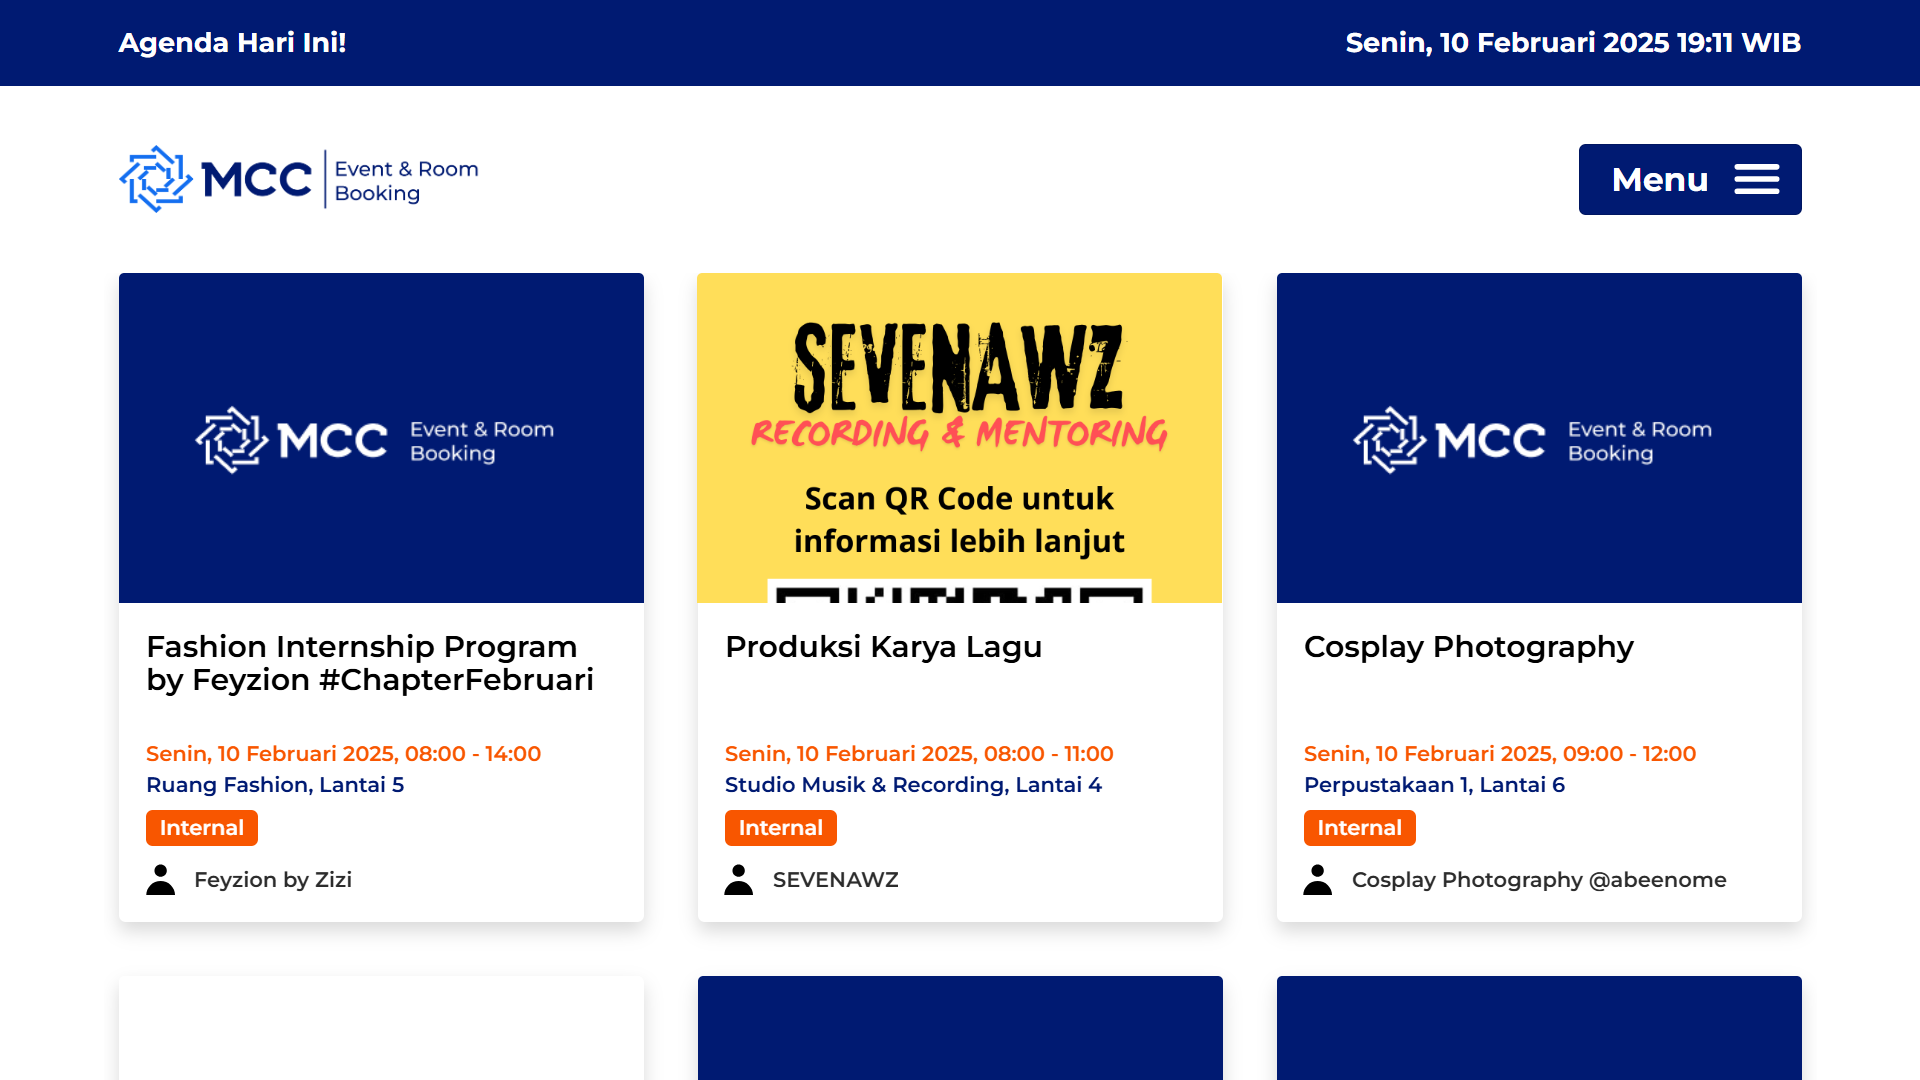 Agenda Hari Ini!
Senin, 10 Februari 2025 19:11 WIB
MCC
Event & Room
Booking
Menu
MCC
Event & Room
Booking
Fashion Internship Program
by Feyzion #ChapterFebruari
Senin, 10 Februari 2025, 08:00 - 14:00
Ruang Fashion, Lantai 5
Internal
Feyzion by Zizi
SEVENAWZ
RECORDING & MENTORING
Scan QR Code untuk
informasi lebih lanjut
Produksi Karya Lagu
Senin, 10 Februari 2025, 08:00 - 11:00
Studio Musik & Recording, Lantai 4
Internal
SEVENAWZ
MCC
Event & Room
Booking
Cosplay Photography
Senin, 10 Februari 2025, 09:00 - 12:00
Perpustakaan 1, Lantai 6
Internal
Cosplay Photography @abeenome